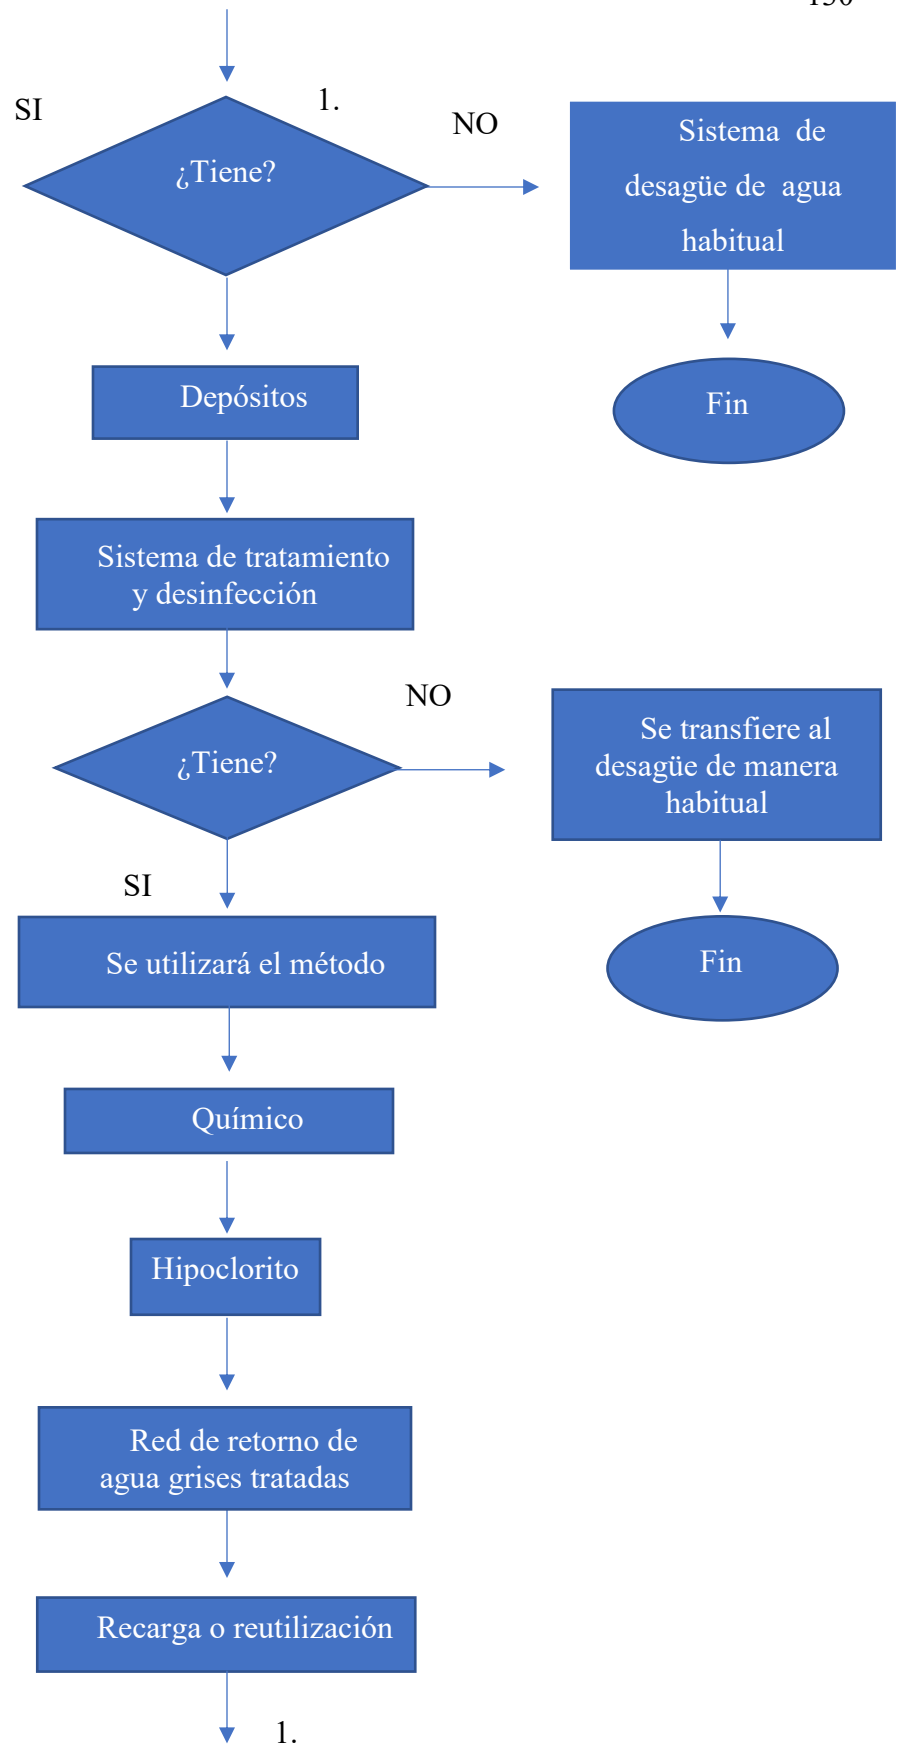 SI
1.
¿Tiene?
NO
Sistema de
desagüe de agua
habitual
Depósitos
Fin
Sistema de tratamiento
y desinfección
¿Tiene?
NO
Se transfiere al
desagüe de manera
habitual
SI
Se utilizará el método
Fin
Químico
Hipoclorito
Red de retorno de
agua grises tratadas
Recarga o reutilización
1.